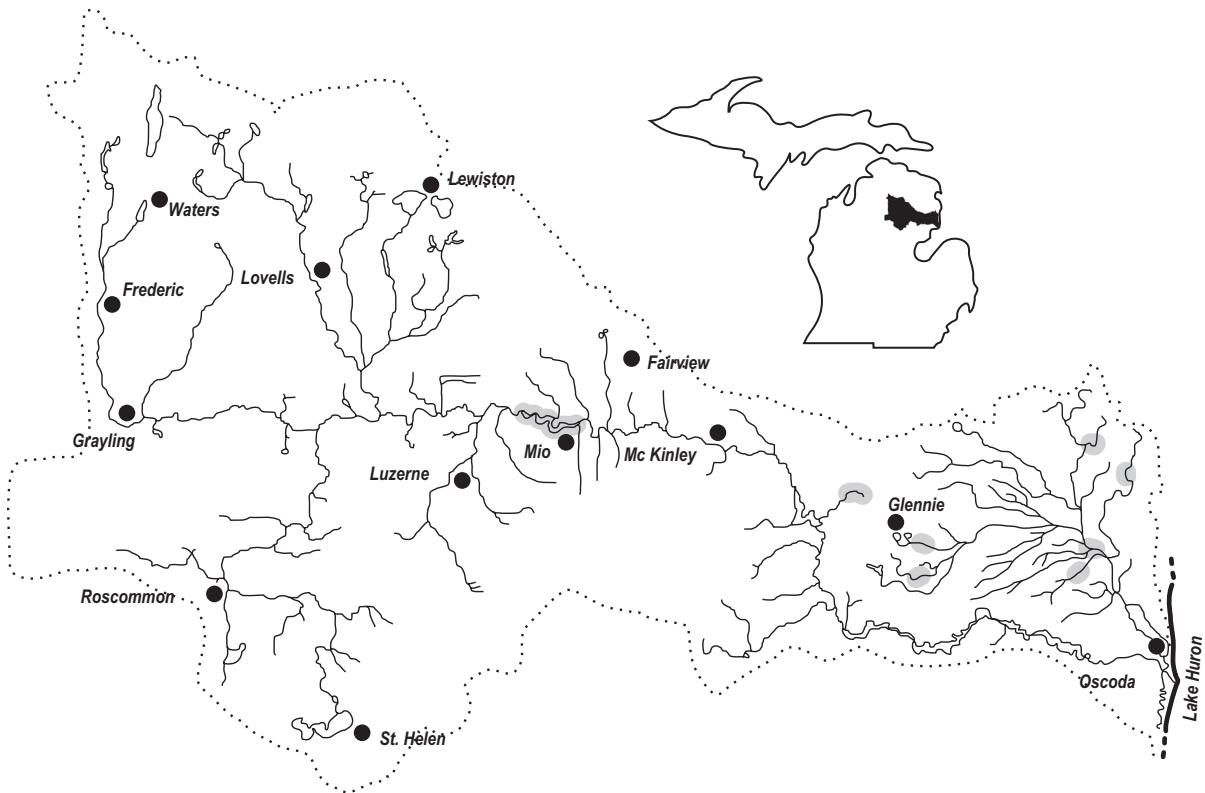 Lewiston
Waters
Lovells
Frederic
Fairview
Grayling
Mio
Mc Kinley
Luzerne
Glennie
Roscommon
Oscoda
Lake Huron
St. Helen